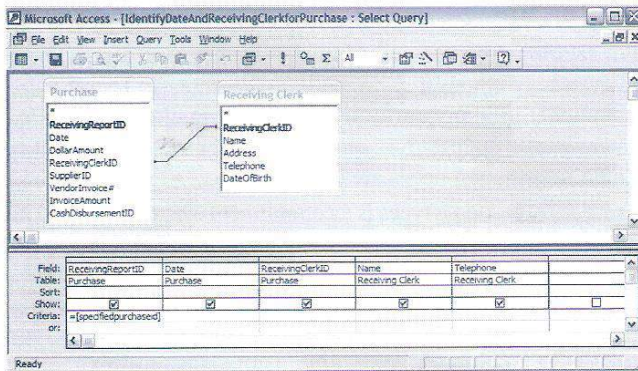 Microsoft Access - [IdentifyDateAndReceivingClerkforPurchase : Select Query]
File Edit View Insert Query Tools Window Help
Σ All
Purchase
*
ReceivingReportID
Date
DollarAmount
ReceivingClerkID
SupplierID
VendorInvoice#
InvoiceAmount
CashDisbursementID
Receiving Clerk
*
ReceivingClerkID
Name
Address
Telephone
DateOfBirth
Field: ReceivingReportID Date ReceivingClerkID Name Telephone
Table: Purchase Purchase Purchase Receiving Clerk Receiving Clerk
Sort:
Show:
Criteria: =[specifiedpurchaseid]
or:
Ready